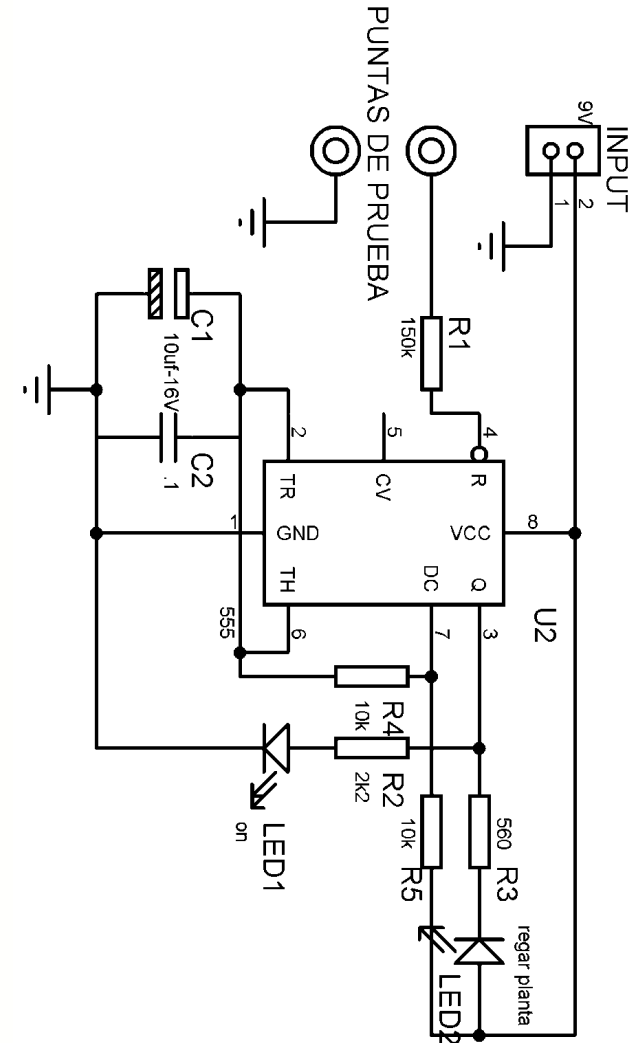 INPUT
9V
2
1
PUNTAS DE PRUEBA
R1
150k
C1
10uf-16V
C2
.1
2
5
4
TR
CV
R
1
GND
VCC
8
TH
DC
Q
6
7
3
555
U2
R4
10k
R2
2k2
R5
10k
R3
560
LED1
on
LED2
regar planta